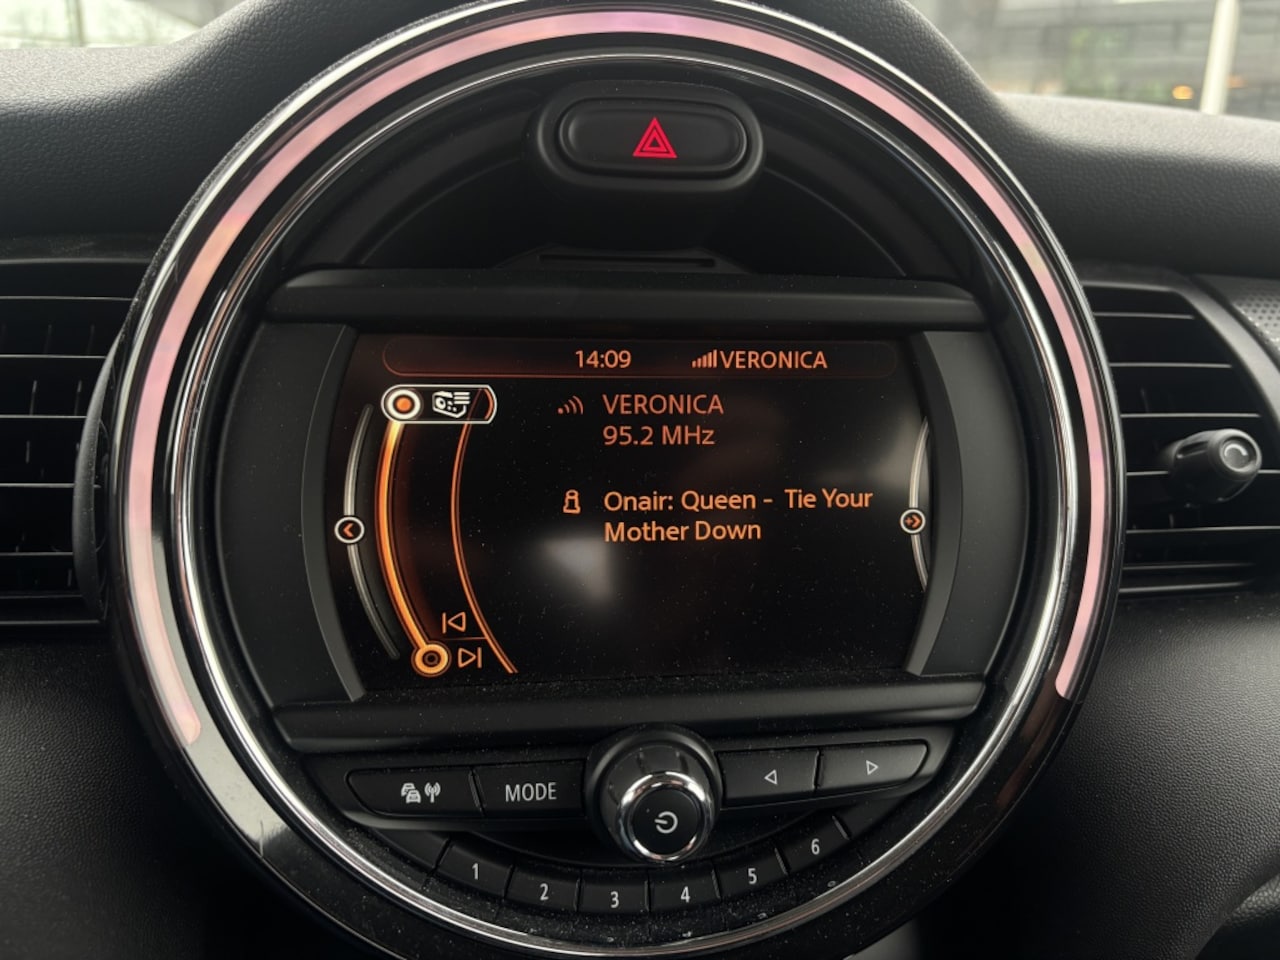 14:09 VERONICA
VERONICA
95.2 MHz
Onair: Queen - Tie Your
Mother Down
MODE
1 2 3 4 5 6